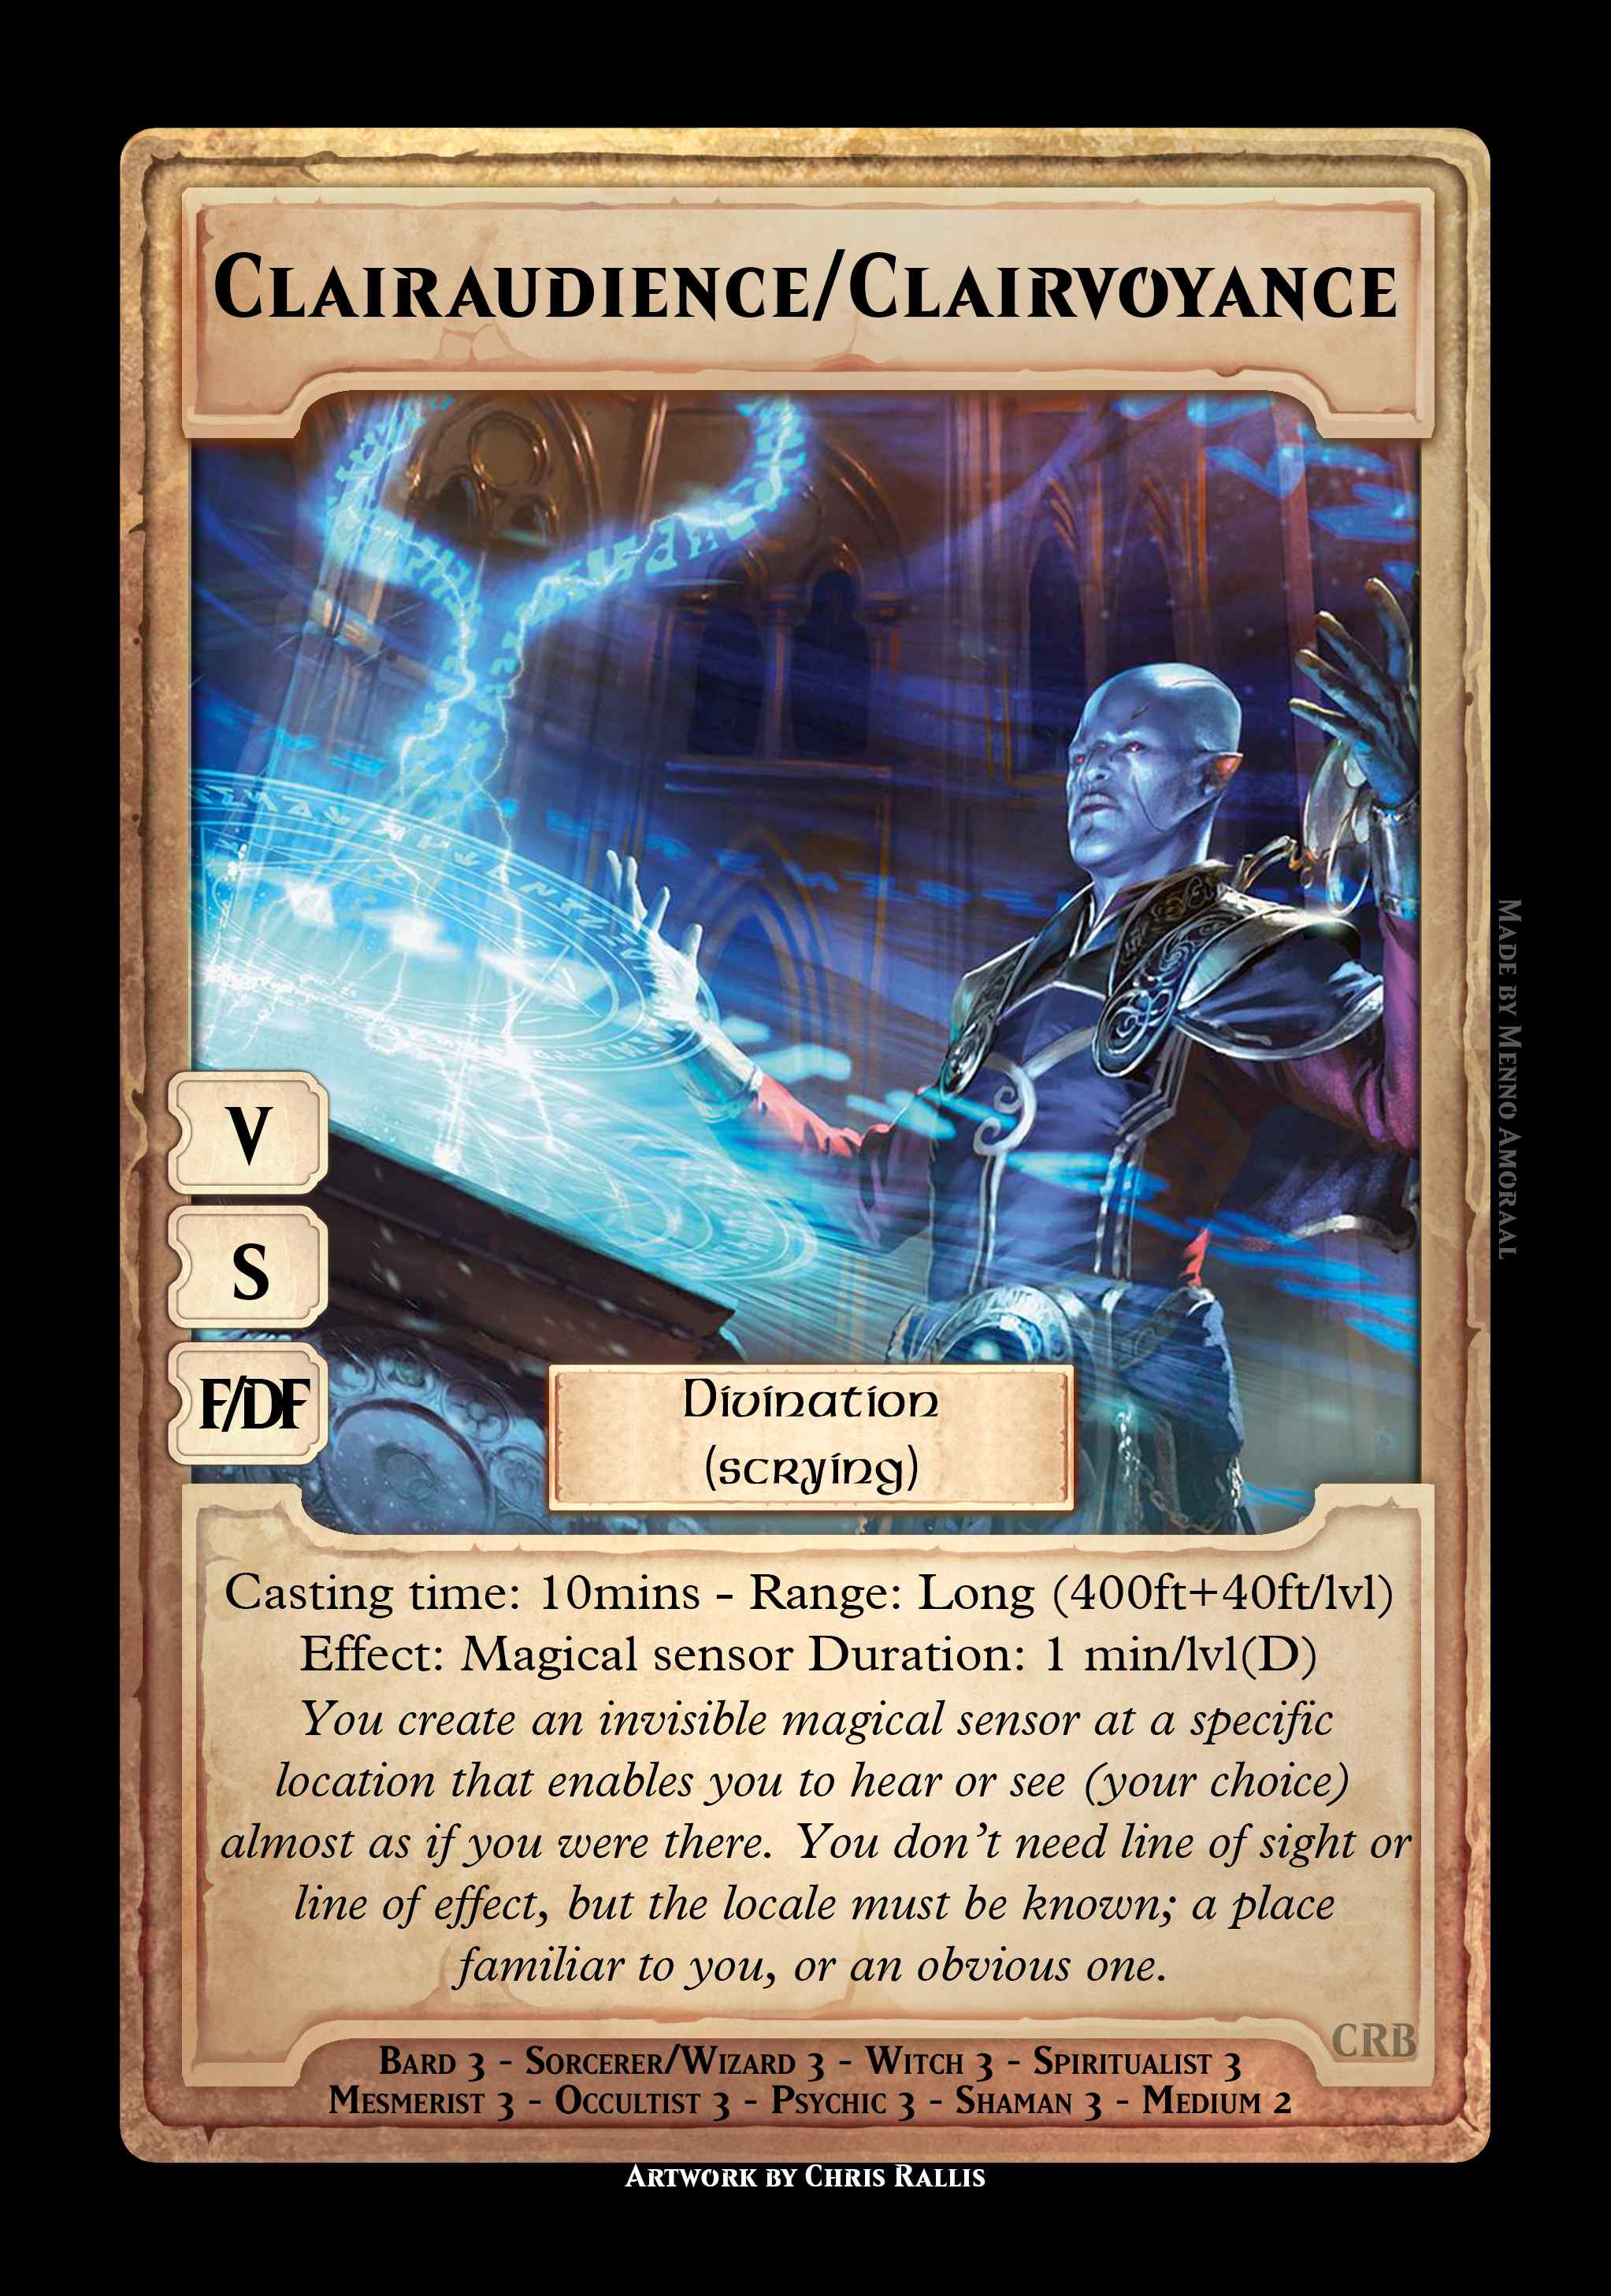 Clairaudience/Clairvoyance
V
S
F/DF
Divination
(scrying)
Casting time: 10mins - Range: Long (400ft+40ft/lvl)
Effect: Magical sensor Duration: 1 min/lvl(D)
You create an invisible magical sensor at a specific
location that enables you to hear or see (your choice)
almost as if you were there. You don't need line of sight or
line of effect, but the locale must be known; a place
familiar to you, or an obvious one.
CRB
Bard 3 - Sorcerer/Wizard 3 - Witch 3 - Spiritualist 3
Mesmerist 3 - Occultist 3 - Psychic 3 - Shaman 3 - Medium 2
Artwork by Chris Rallis
Made by Menno Amoraal